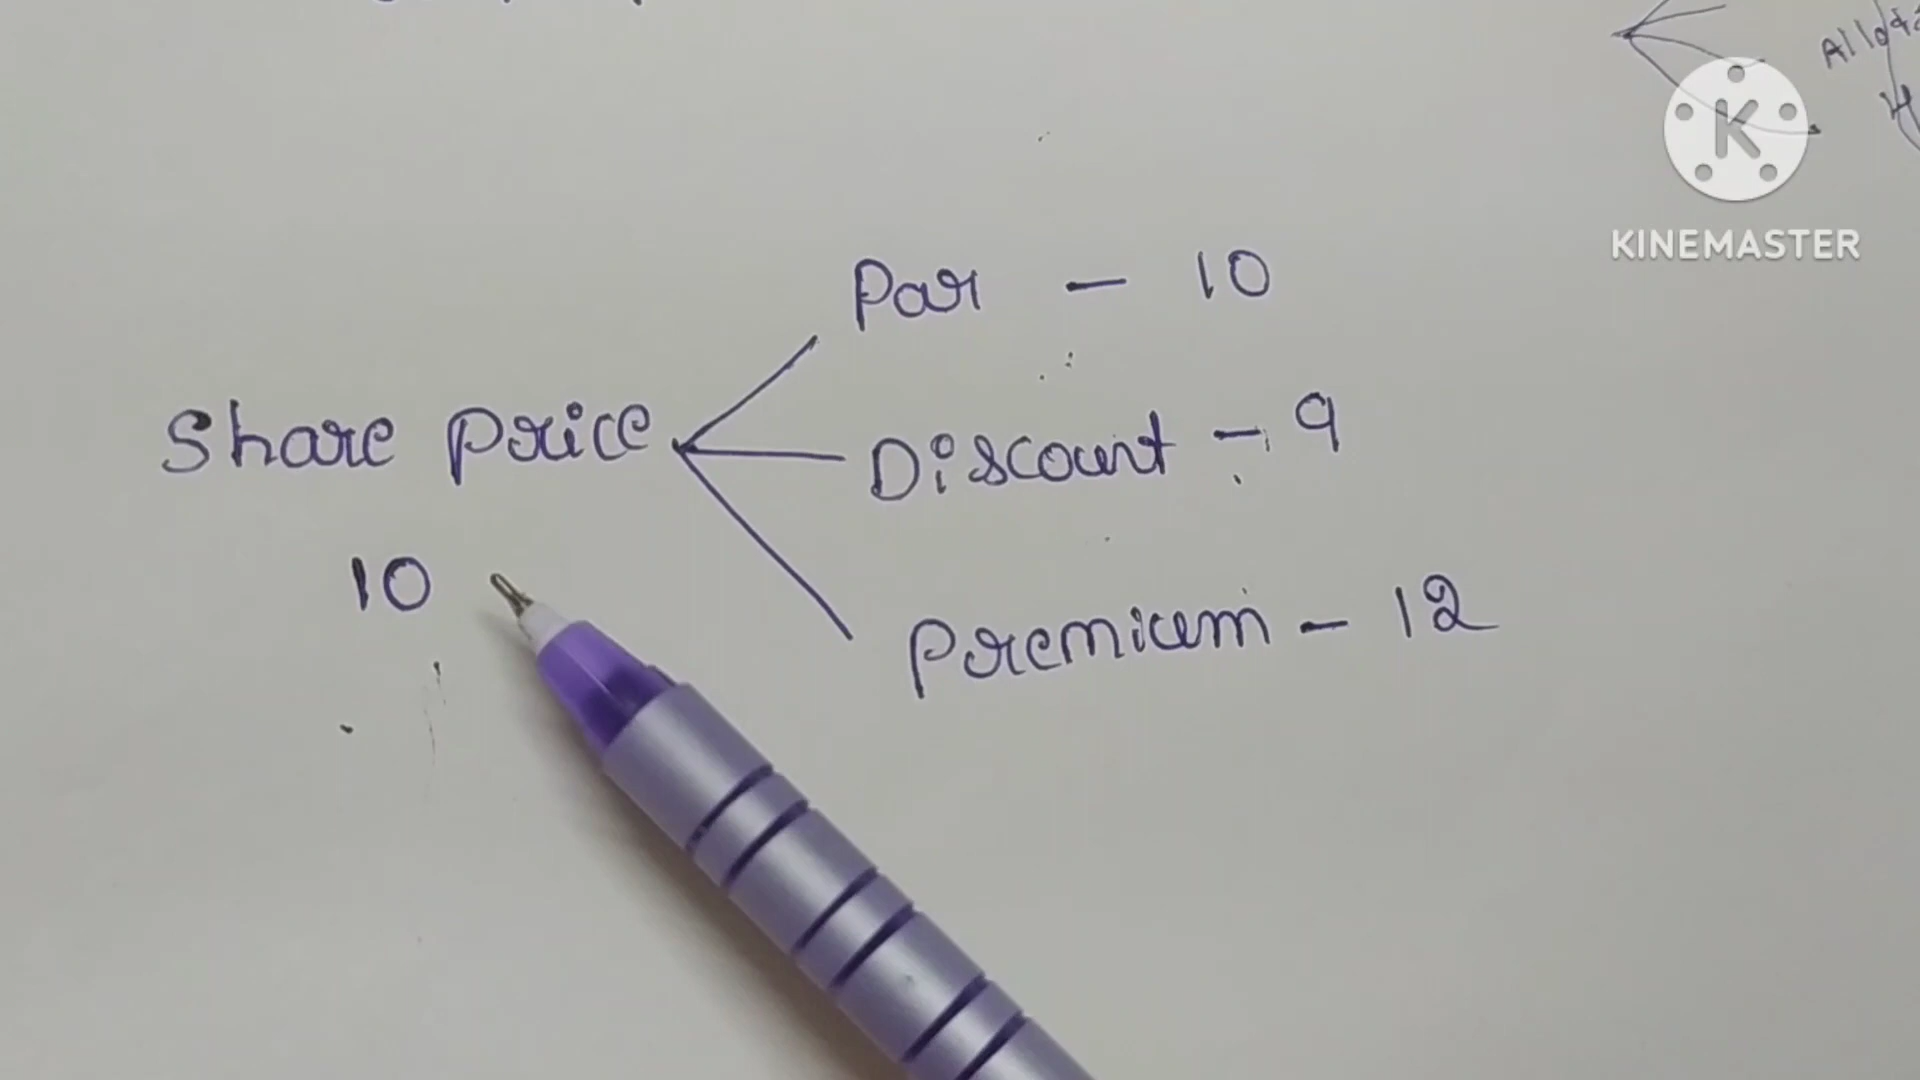 KINEMASTER
Par - 10
Share price
Discount - 9
10
Premium - 12